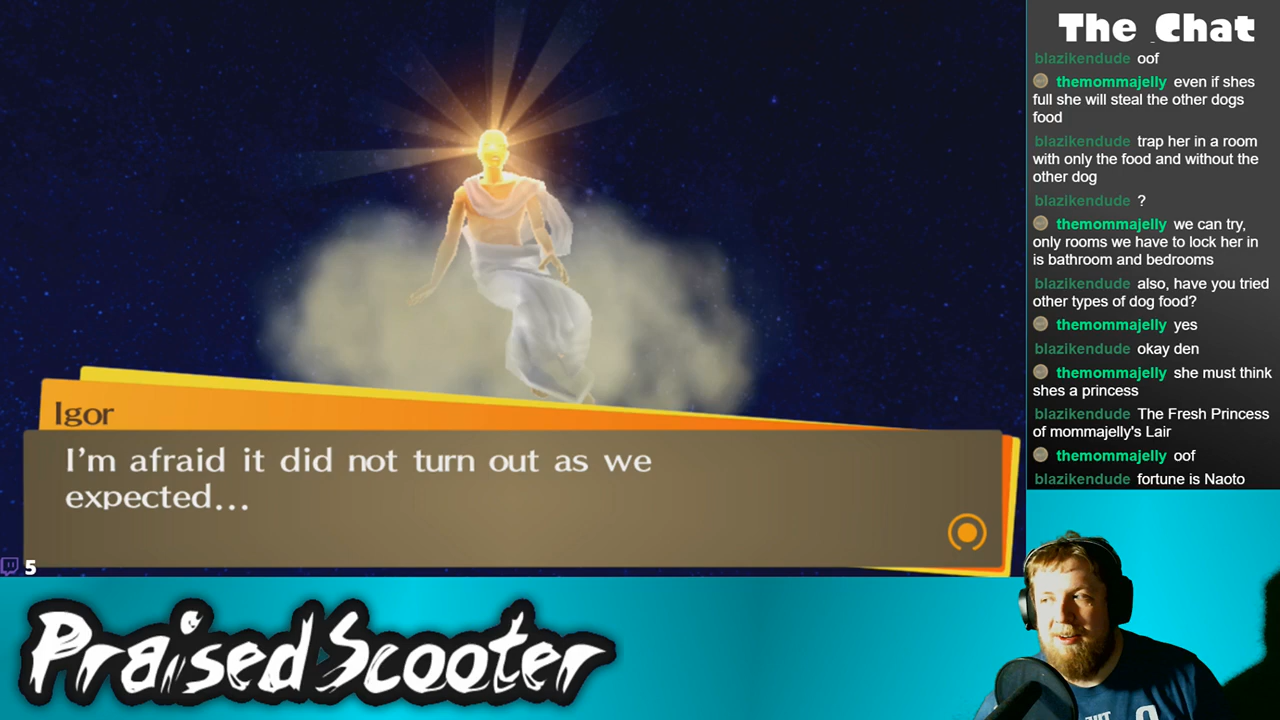 The Chat
blazikendude oof
themommajelly even if shes
full she will steal the other dogs
food
blazikendude trap her in a room
with only the food and without the
other dog
blazikendude ?
themommajelly we can try,
only rooms we have to lock her in
is bathroom and bedrooms
blazikendude also, have you tried
other types of dog food?
themommajelly yes
blazikendude okay den
themommajelly she must think
shes a princess
blazikendude The Fresh Princess
of mommajelly's Lair
themommajelly oof
blazikendude fortune is Naoto
Igor
I'm afraid it did not turn out as we
expected...
5
PraisedScooter